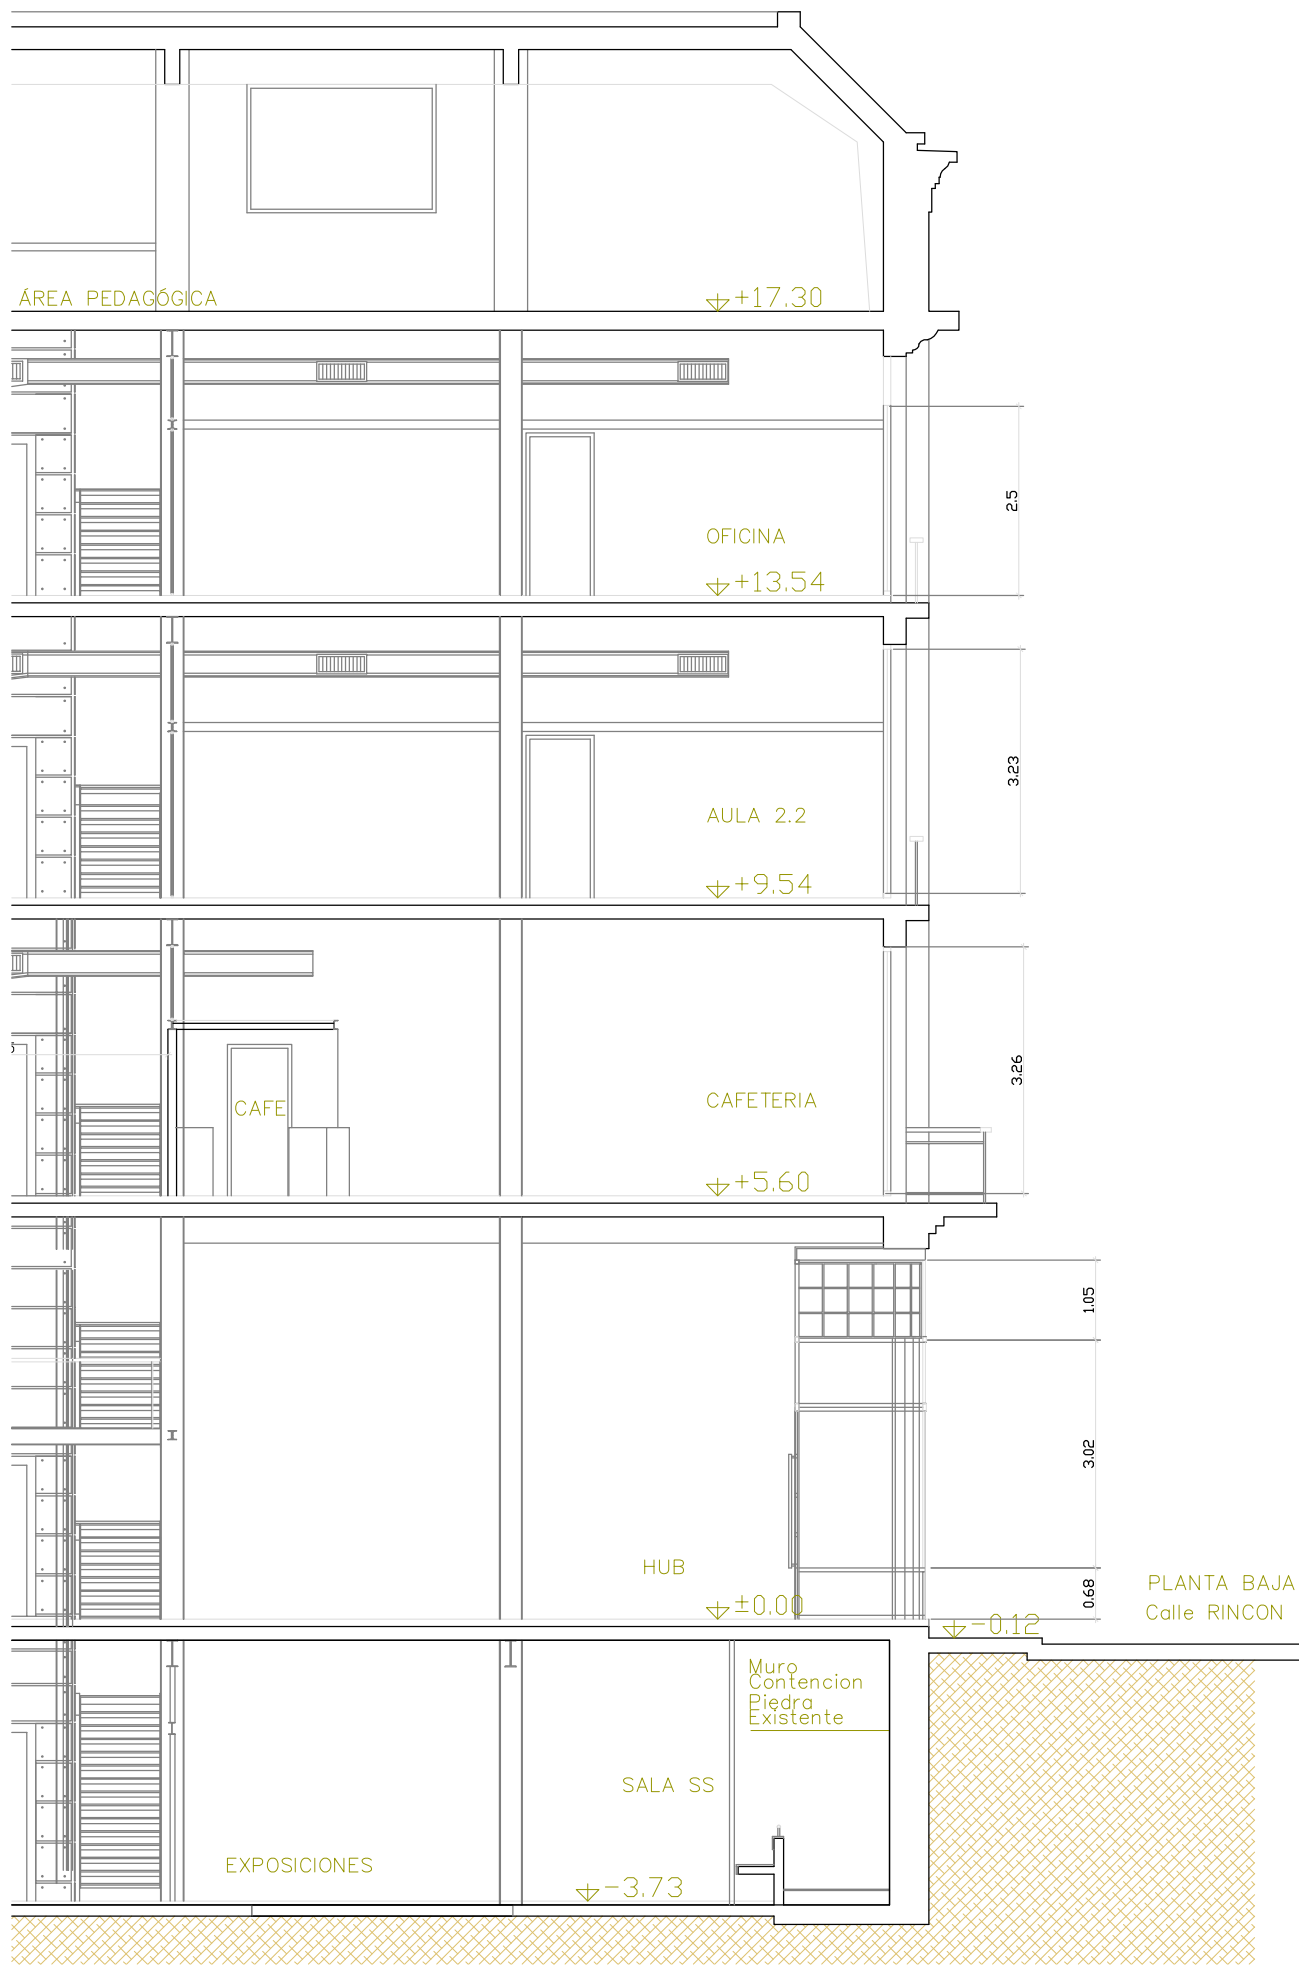 ÁREA PEDAGÓGICA
+17.30
2.5
OFICINA
+13.54
3.23
AULA 2.2
+9.54
3.26
CAFE
CAFETERIA
+5.60
1.05
3.02
HUB
0.68
PLANTA BAJA
±0.00
Calle RINCON
-0.12
Muro
Contencion
Piedra
Existente
SALA SS
EXPOSICIONES
-3.73